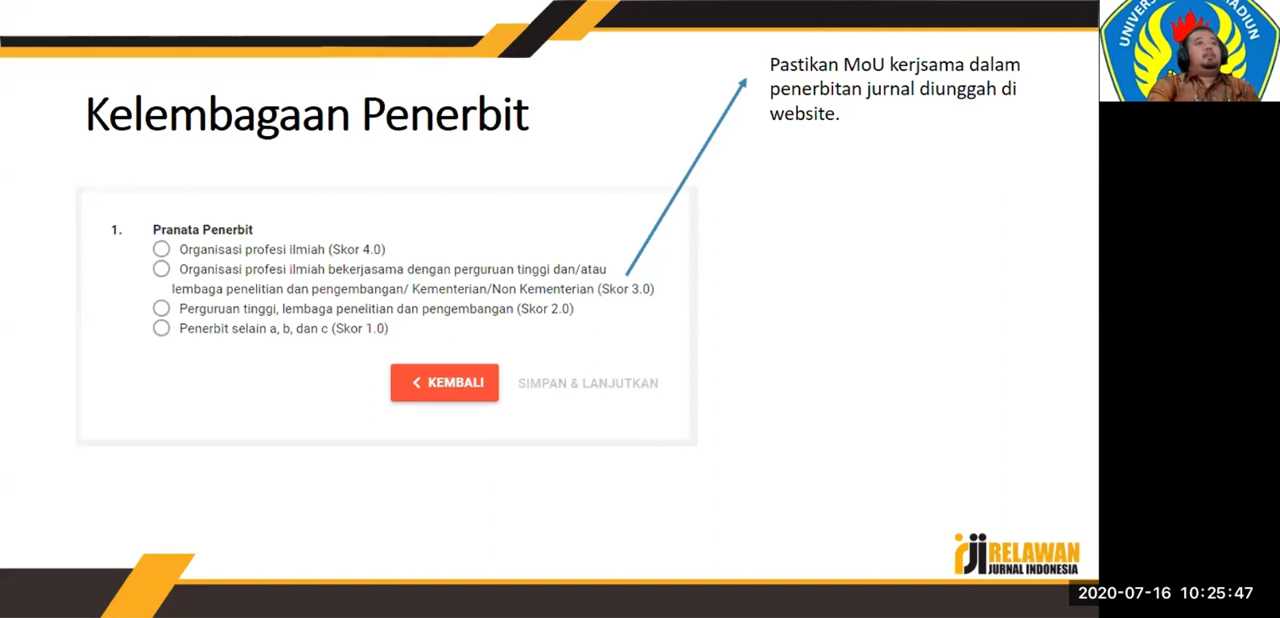 Kelembagaan Penerbit
Pastikan MoU kerjsama dalam
penerbitan jurnal diunggah di
website.
1. Pranata Penerbit
Organisasi profesi ilmiah (Skor 4.0)
Organisasi profesi ilmiah bekerjasama dengan perguruan tinggi dan/atau
lembaga penelitian dan pengembangan/ Kementerian/Non Kementerian (Skor 3.0)
Perguruan tinggi, lembaga penelitian dan pengembangan (Skor 2.0)
Penerbit selain a, b, dan c (Skor 1.0)
KEMBALI SIMPAN & LANJUTKAN
RELAWAN
JURNAL INDONESIA
2020-07-16 10:25:47